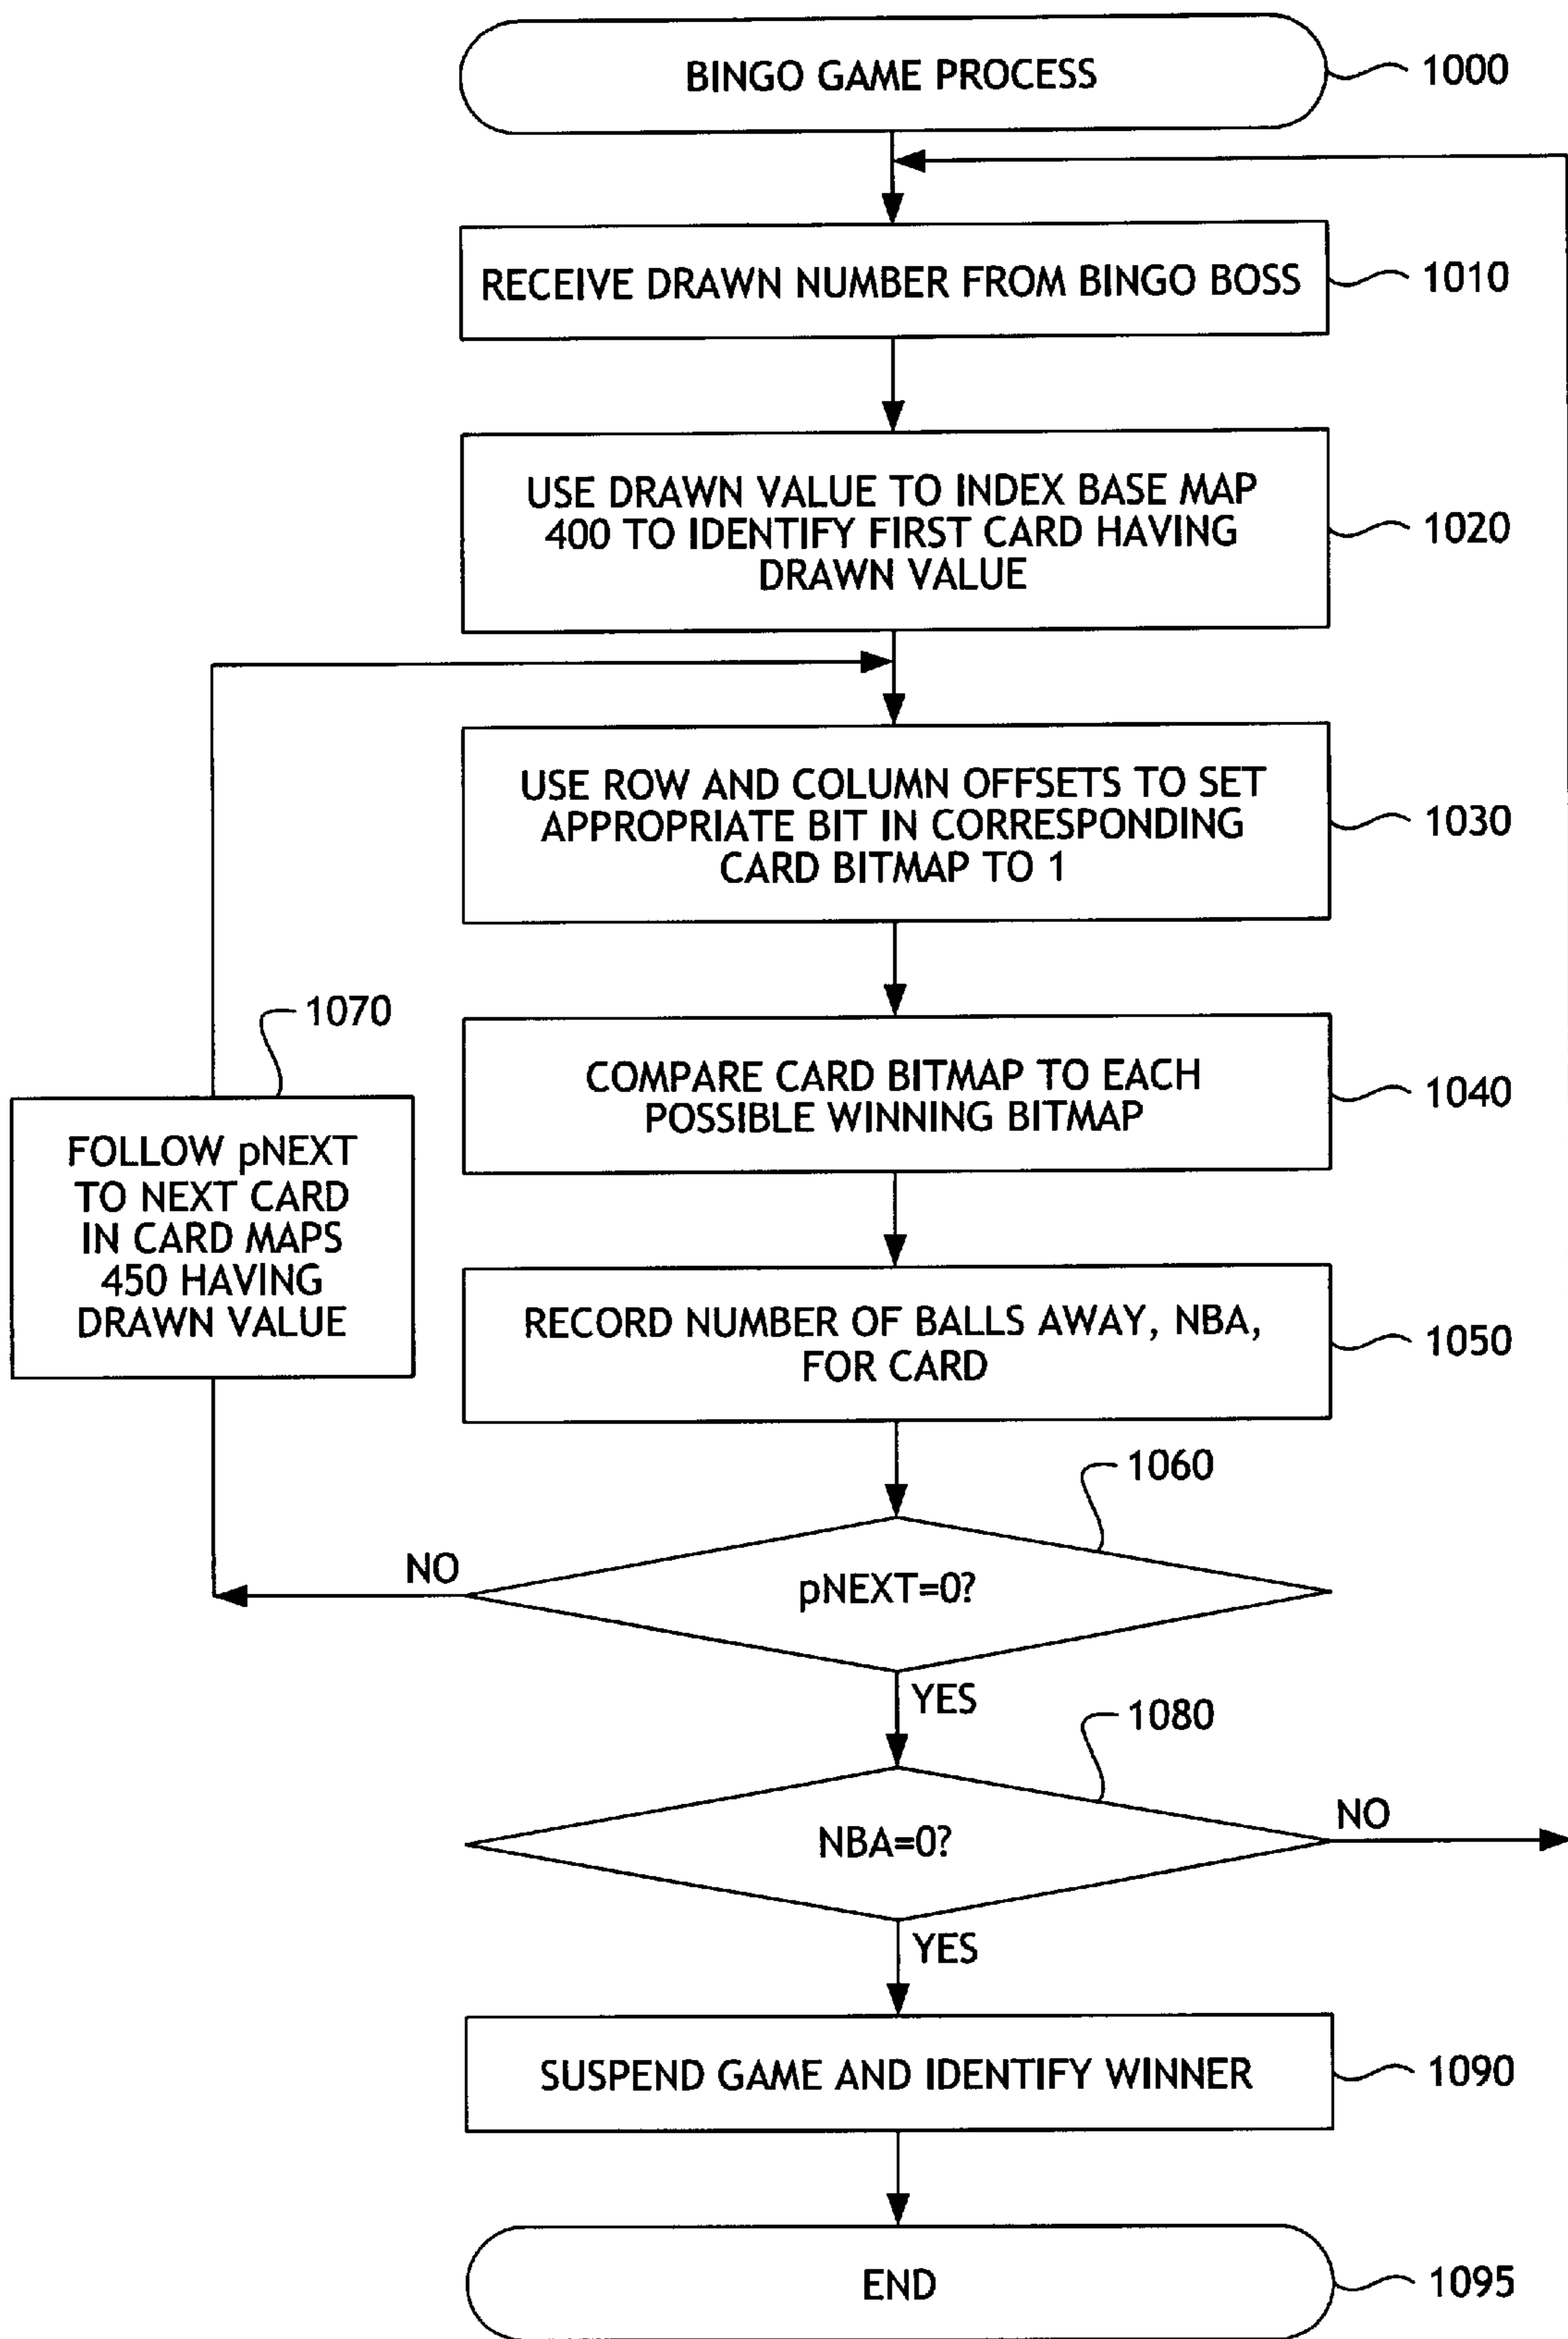 BINGO GAME PROCESS
1000
RECEIVE DRAWN NUMBER FROM BINGO BOSS
1010
USE DRAWN VALUE TO INDEX BASE MAP
400 TO IDENTIFY FIRST CARD HAVING
DRAWN VALUE
1020
USE ROW AND COLUMN OFFSETS TO SET
APPROPRIATE BIT IN CORRESPONDING
CARD BITMAP TO 1
1030
1070
COMPARE CARD BITMAP TO EACH
POSSIBLE WINNING BITMAP
1040
FOLLOW pNEXT
TO NEXT CARD
IN CARD MAPS
450 HAVING
DRAWN VALUE
RECORD NUMBER OF BALLS AWAY, NBA,
FOR CARD
1050
1060
NO
pNEXT=0?
YES
1080
NO
NBA=0?
YES
SUSPEND GAME AND IDENTIFY WINNER
1090
END
1095